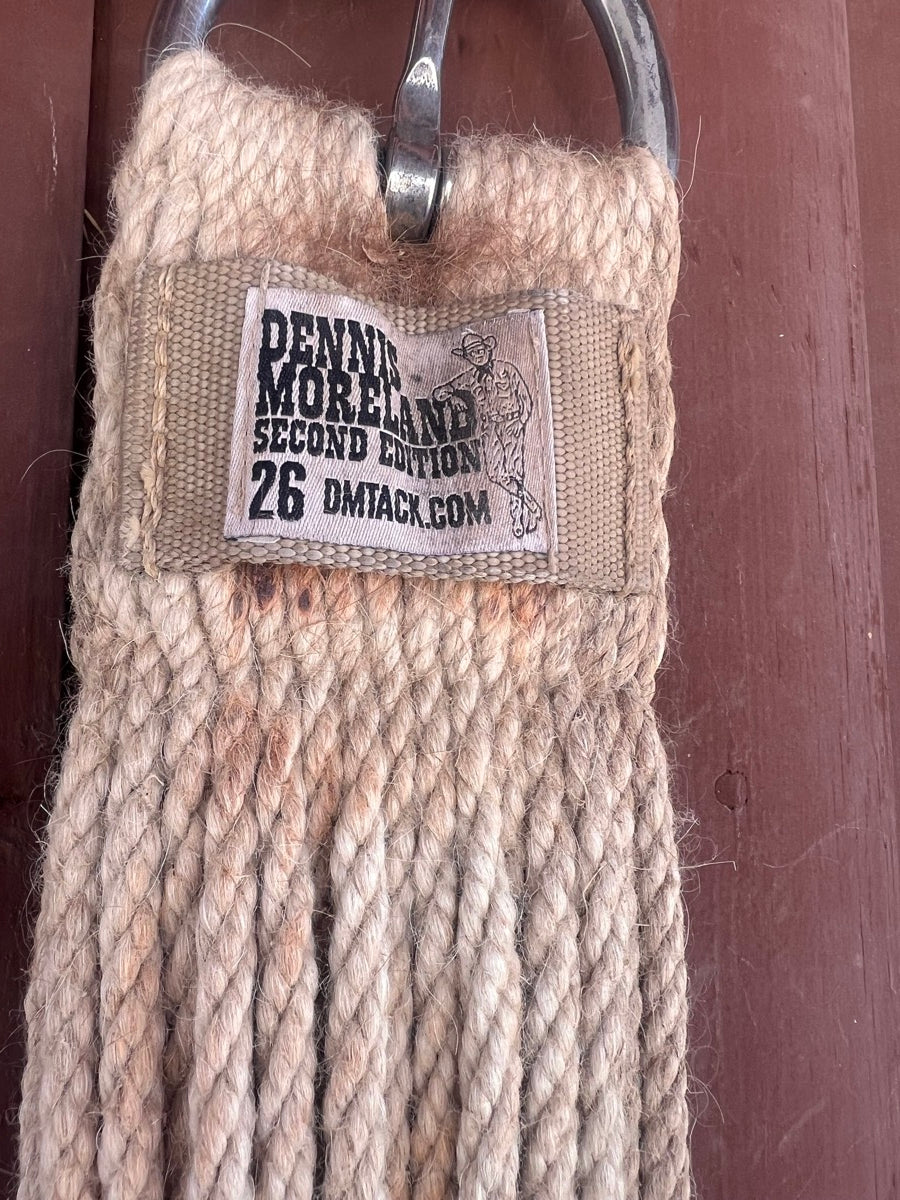 DENNIS
MORELAND
SECOND EDITION
26 DMTACK.COM